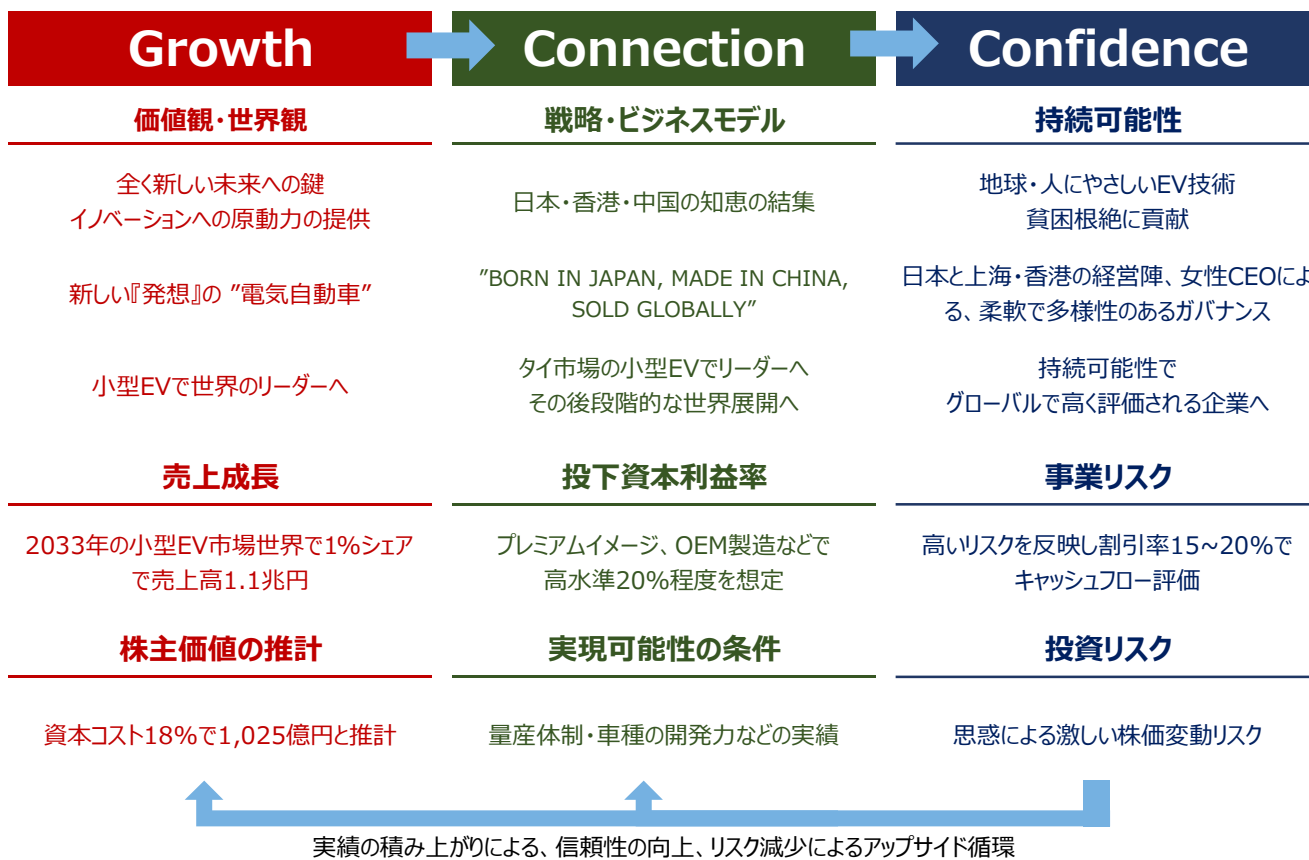 Growth
価値観・世界観
全く新しい未来への鍵
イノベーションへの原動力の提供
新しい『発想』の ”電気自動車”
小型EVで世界のリーダーへ
売上成長
2033年の小型EV市場世界で1%シェア
で売上高1.1兆円
株主価値の推計
資本コスト18%で1,025億円と推計
Connection
戦略・ビジネスモデル
日本・香港・中国の知恵の結集
”BORN IN JAPAN, MADE IN CHINA,
SOLD GLOBALLY”
タイ市場の小型EVでリーダーへ
その後段階的な世界展開へ
投下資本利益率
プレミアムイメージ、OEM製造などで
高水準20%程度を想定
実現可能性の条件
量産体制・車種の開発力などの実績
Confidence
持続可能性
地球・人にやさしいEV技術
貧困根絶に貢献
日本と上海・香港の経営陣、女性CEOによ
る、柔軟で多様性のあるガバナンス
持続可能性で
グローバルで高く評価される企業へ
事業リスク
高いリスクを反映し割引率15~20%で
キャッシュフロー評価
投資リスク
思惑による激しい株価変動リスク
実績の積み上がりによる、信頼性の向上、リスク減少によるアップサイド循環